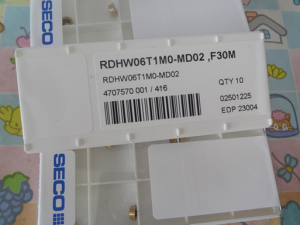 RDHW06T1M0-MD02 ,F30M
RDHW06T1M0-MD02
4707570 001 / 416
QTY 10
02501225
EDP 23004
SECO
SECO